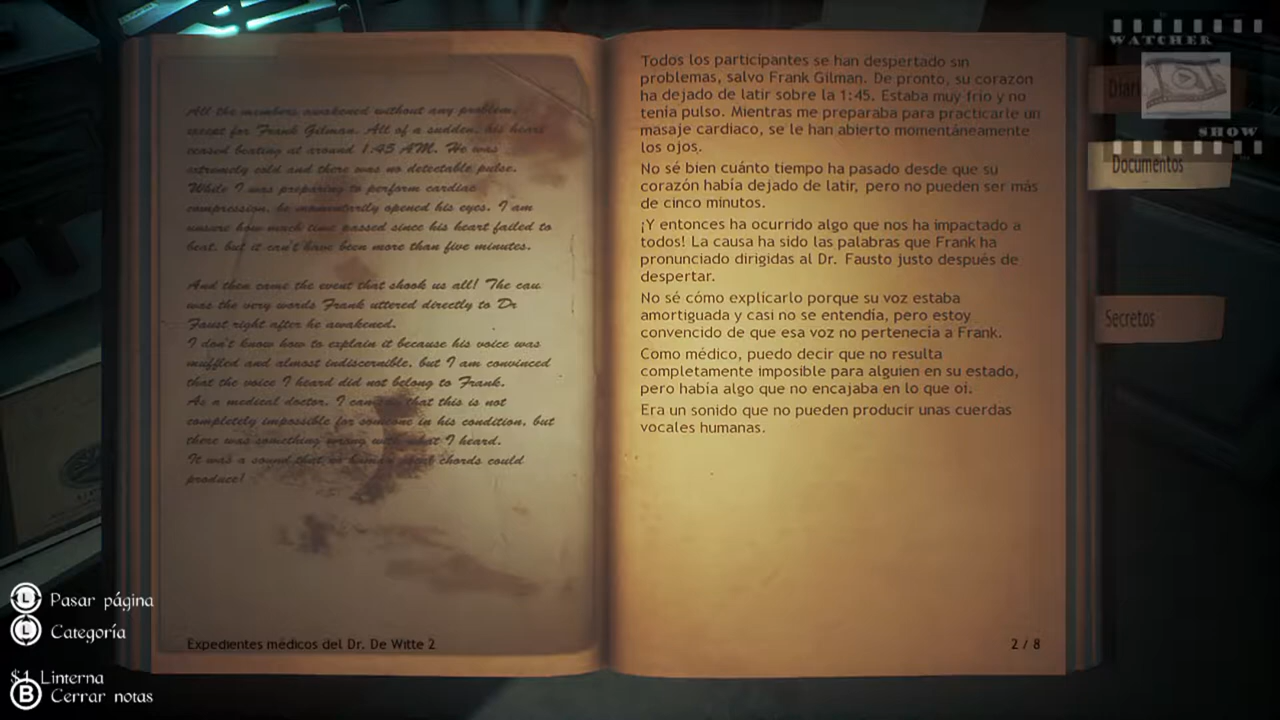 All the members awakened without any problem,
except for Frank Gilman. All of a sudden, his heart
ceased beating at around 1:45 AM. He was
extremely cold and there was no detectable pulse.
While I was preparing to perform cardiac
compression, he momentarily opened his eyes. I am
unsure how much time passed since his heart failed to
beat, but it can't have been more than five minutes.
And then came the event that shook us all! The cau
was the very words Frank uttered directly to Dr
Faust right after he awakened.
I don't know how to explain it because his voice was
muffled and almost indiscernible, but I am convinced
that the voice I heard did not belong to Frank.
As a medical doctor, I can say that this is not
completely impossible for someone in his condition, but
there was something wrong with what I heard.
It was a sound that no human vocal chords could
produce!
Expedientes médicos del Dr. De Witte 2
Todos los participantes se han despertado sin
problemas, salvo Frank Gilman. De pronto, su corazón
ha dejado de latir sobre la 1:45. Estaba muy frío y no
tenía pulso. Mientras me preparaba para practicarle un
masaje cardíaco, se le han abierto momentáneamente
los ojos.
No sé bien cuánto tiempo ha pasado desde que su
corazón había dejado de latir, pero no pueden ser más
de cinco minutos.
¡Y entonces ha ocurrido algo que nos ha impactado a
todos! La causa ha sido las palabras que Frank ha
pronunciado dirigidas al Dr. Fausto justo después de
despertar.
No sé cómo explicarlo porque su voz estaba
amortiguada y casi no se entendía, pero estoy
convencido de que esa voz no pertenecía a Frank.
Como médico, puedo decir que no resulta
completamente imposible para alguien en su estado,
pero había algo que no encajaba en lo que oí.
Era un sonido que no pueden producir unas cuerdas
vocales humanas.
2 / 8
WATCHER
SHOW
Diari
Documentos
Secretos
L Pasar página
L Categoría
$1 Linterna
B Cerrar notas